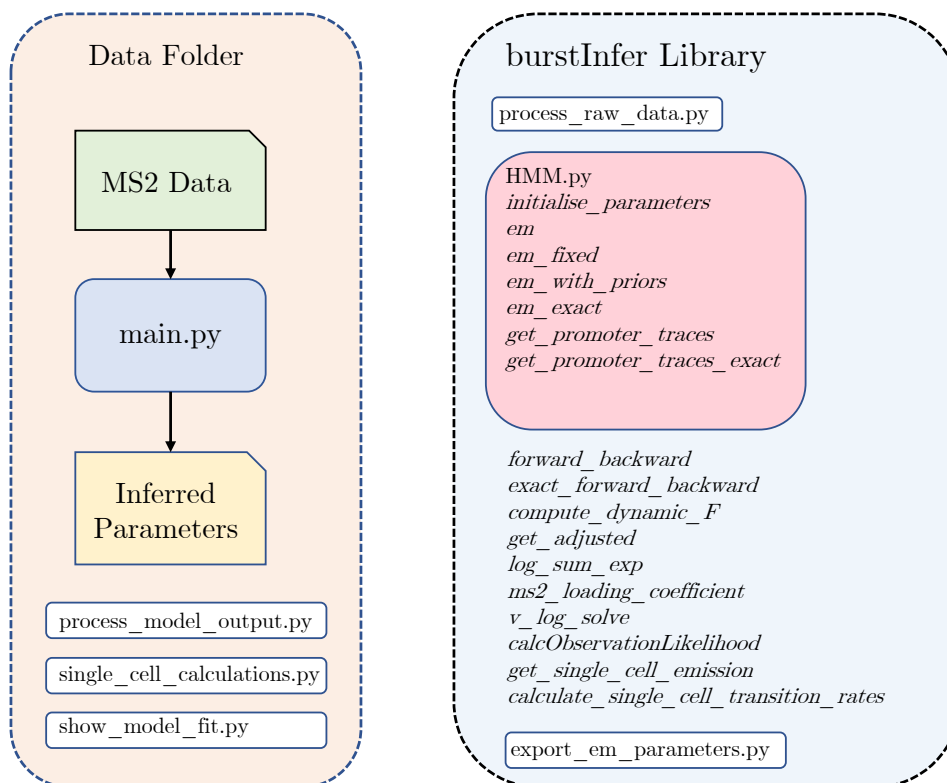 Data Folder
MS2 Data
main.py
Inferred
Parameters
process_model_output.py
single_cell_calculations.py
show_model_fit.py
burstInfer Library
process_raw_data.py
HMM.py
initialise_parameters
em
em_fixed
em_with_priors
em_exact
get_promoter_traces
get_promoter_traces_exact
forward_backward
exact_forward_backward
compute_dynamic_F
get_adjusted
log_sum_exp
ms2_loading_coefficient
v_log_solve
calcObservationLikelihood
get_single_cell_emission
calculate_single_cell_transition_rates
export_em_parameters.py